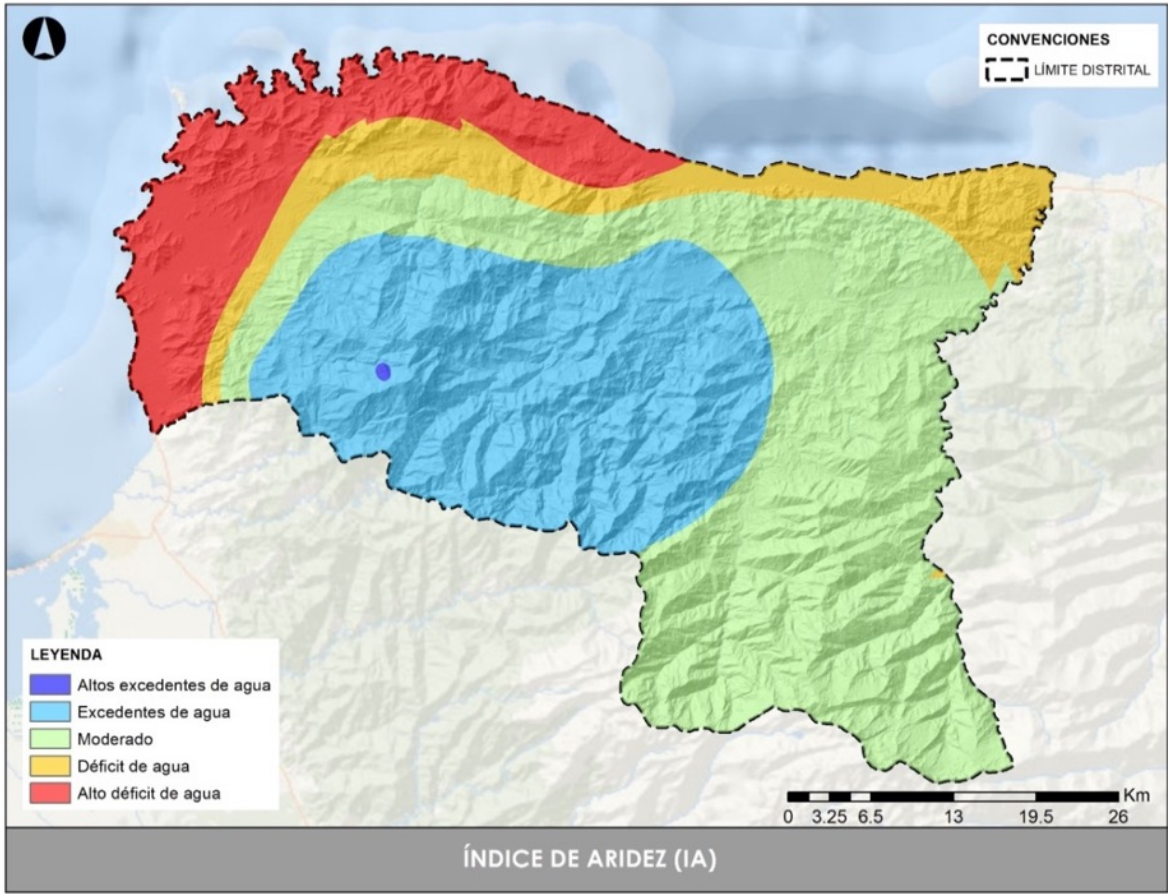 CONVENCIONES
LÍMITE DISTRITAL
LEYENDA
Altos excedentes de agua
Excedentes de agua
Moderado
Déficit de agua
Alto déficit de agua
Km
0 3.25 6.5 13 19.5 26
ÍNDICE DE ARIDEZ (IA)